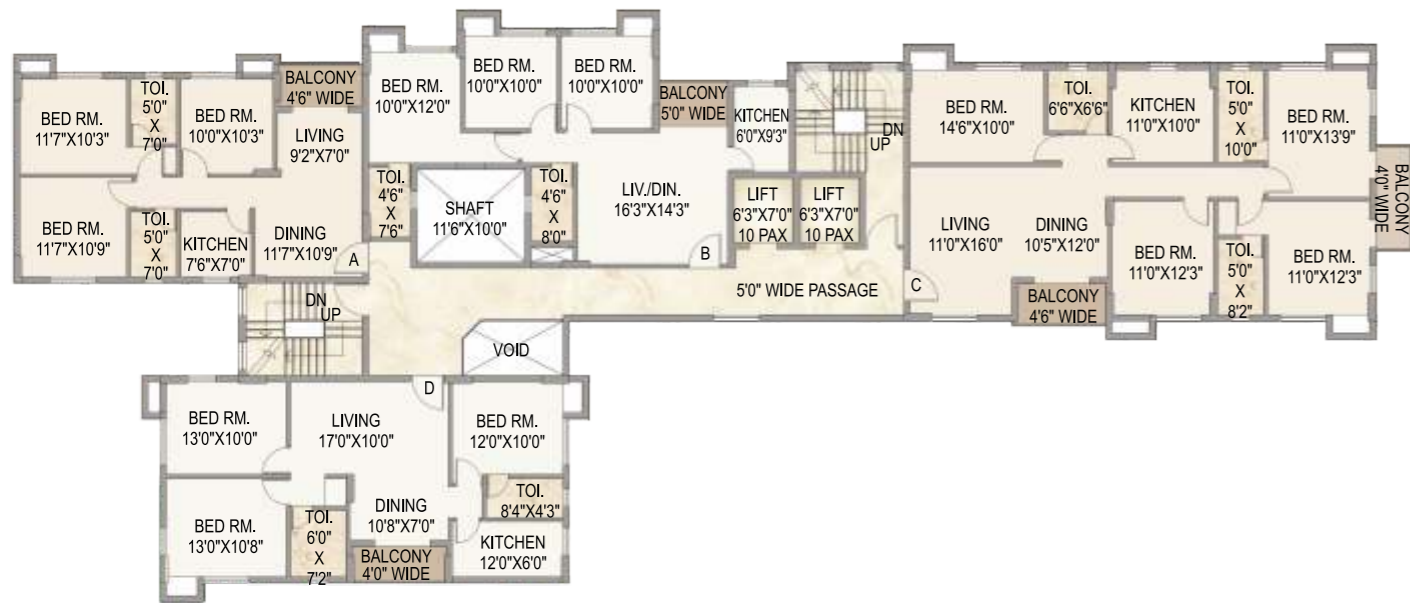 BED RM.
11'7"X10'3"
TOI.
5'0"
X
7'0"
BED RM.
10'0"X10'3"
BALCONY
4'6" WIDE
LIVING
9'2"X7'0"
BED RM.
11'7"X10'9"
TOI.
5'0"
X
7'0"
KITCHEN
7'6"X7'0"
DINING
11'7"X10'9"
A
BED RM.
10'0"X12'0"
BED RM.
10'0"X10'0"
BED RM.
10'0"X10'0"
BALCONY
5'0" WIDE
KITCHEN
6'0"X9'3"
TOI.
4'6"
X
7'6"
SHAFT
11'6"X10'0"
TOI.
4'6"
X
8'0"
LIV./DIN.
16'3"X14'3"
B
DN
UP
LIFT
6'3"X7'0"
10 PAX
LIFT
6'3"X7'0"
10 PAX
5'0" WIDE PASSAGE
BED RM.
14'6"X10'0"
TOI.
6'6"X6'6"
KITCHEN
11'0"X10'0"
TOI.
5'0"
X
10'0"
BED RM.
11'0"X13'9"
BALCONY
4'0" WIDE
LIVING
11'0"X16'0"
DINING
10'5"X12'0"
BED RM.
11'0"X12'3"
TOI.
5'0"
X
8'2"
BED RM.
11'0"X12'3"
C
BALCONY
4'6" WIDE
DN
UP
VOID
D
BED RM.
13'0"X10'0"
LIVING
17'0"X10'0"
BED RM.
12'0"X10'0"
BED RM.
13'0"X10'8"
TOI.
6'0"
X
7'2"
DINING
10'8"X7'0"
TOI.
8'4"X4'3"
KITCHEN
12'0"X6'0"
BALCONY
4'0" WIDE